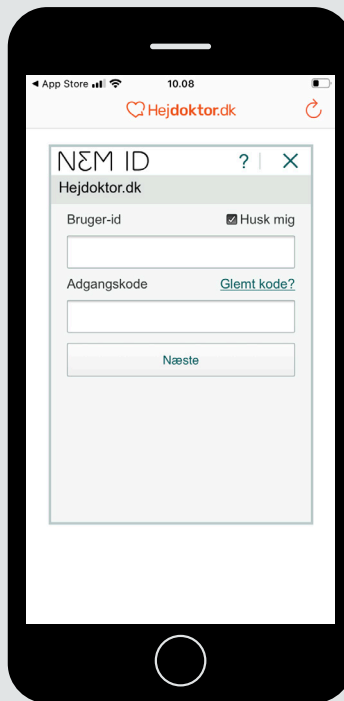 App Store 10.08
Hejdoktor.dk
NEM ID ?
Hejdoktor.dk
Bruger-id Husk mig
Adgangskode Glemt kode?
Næste